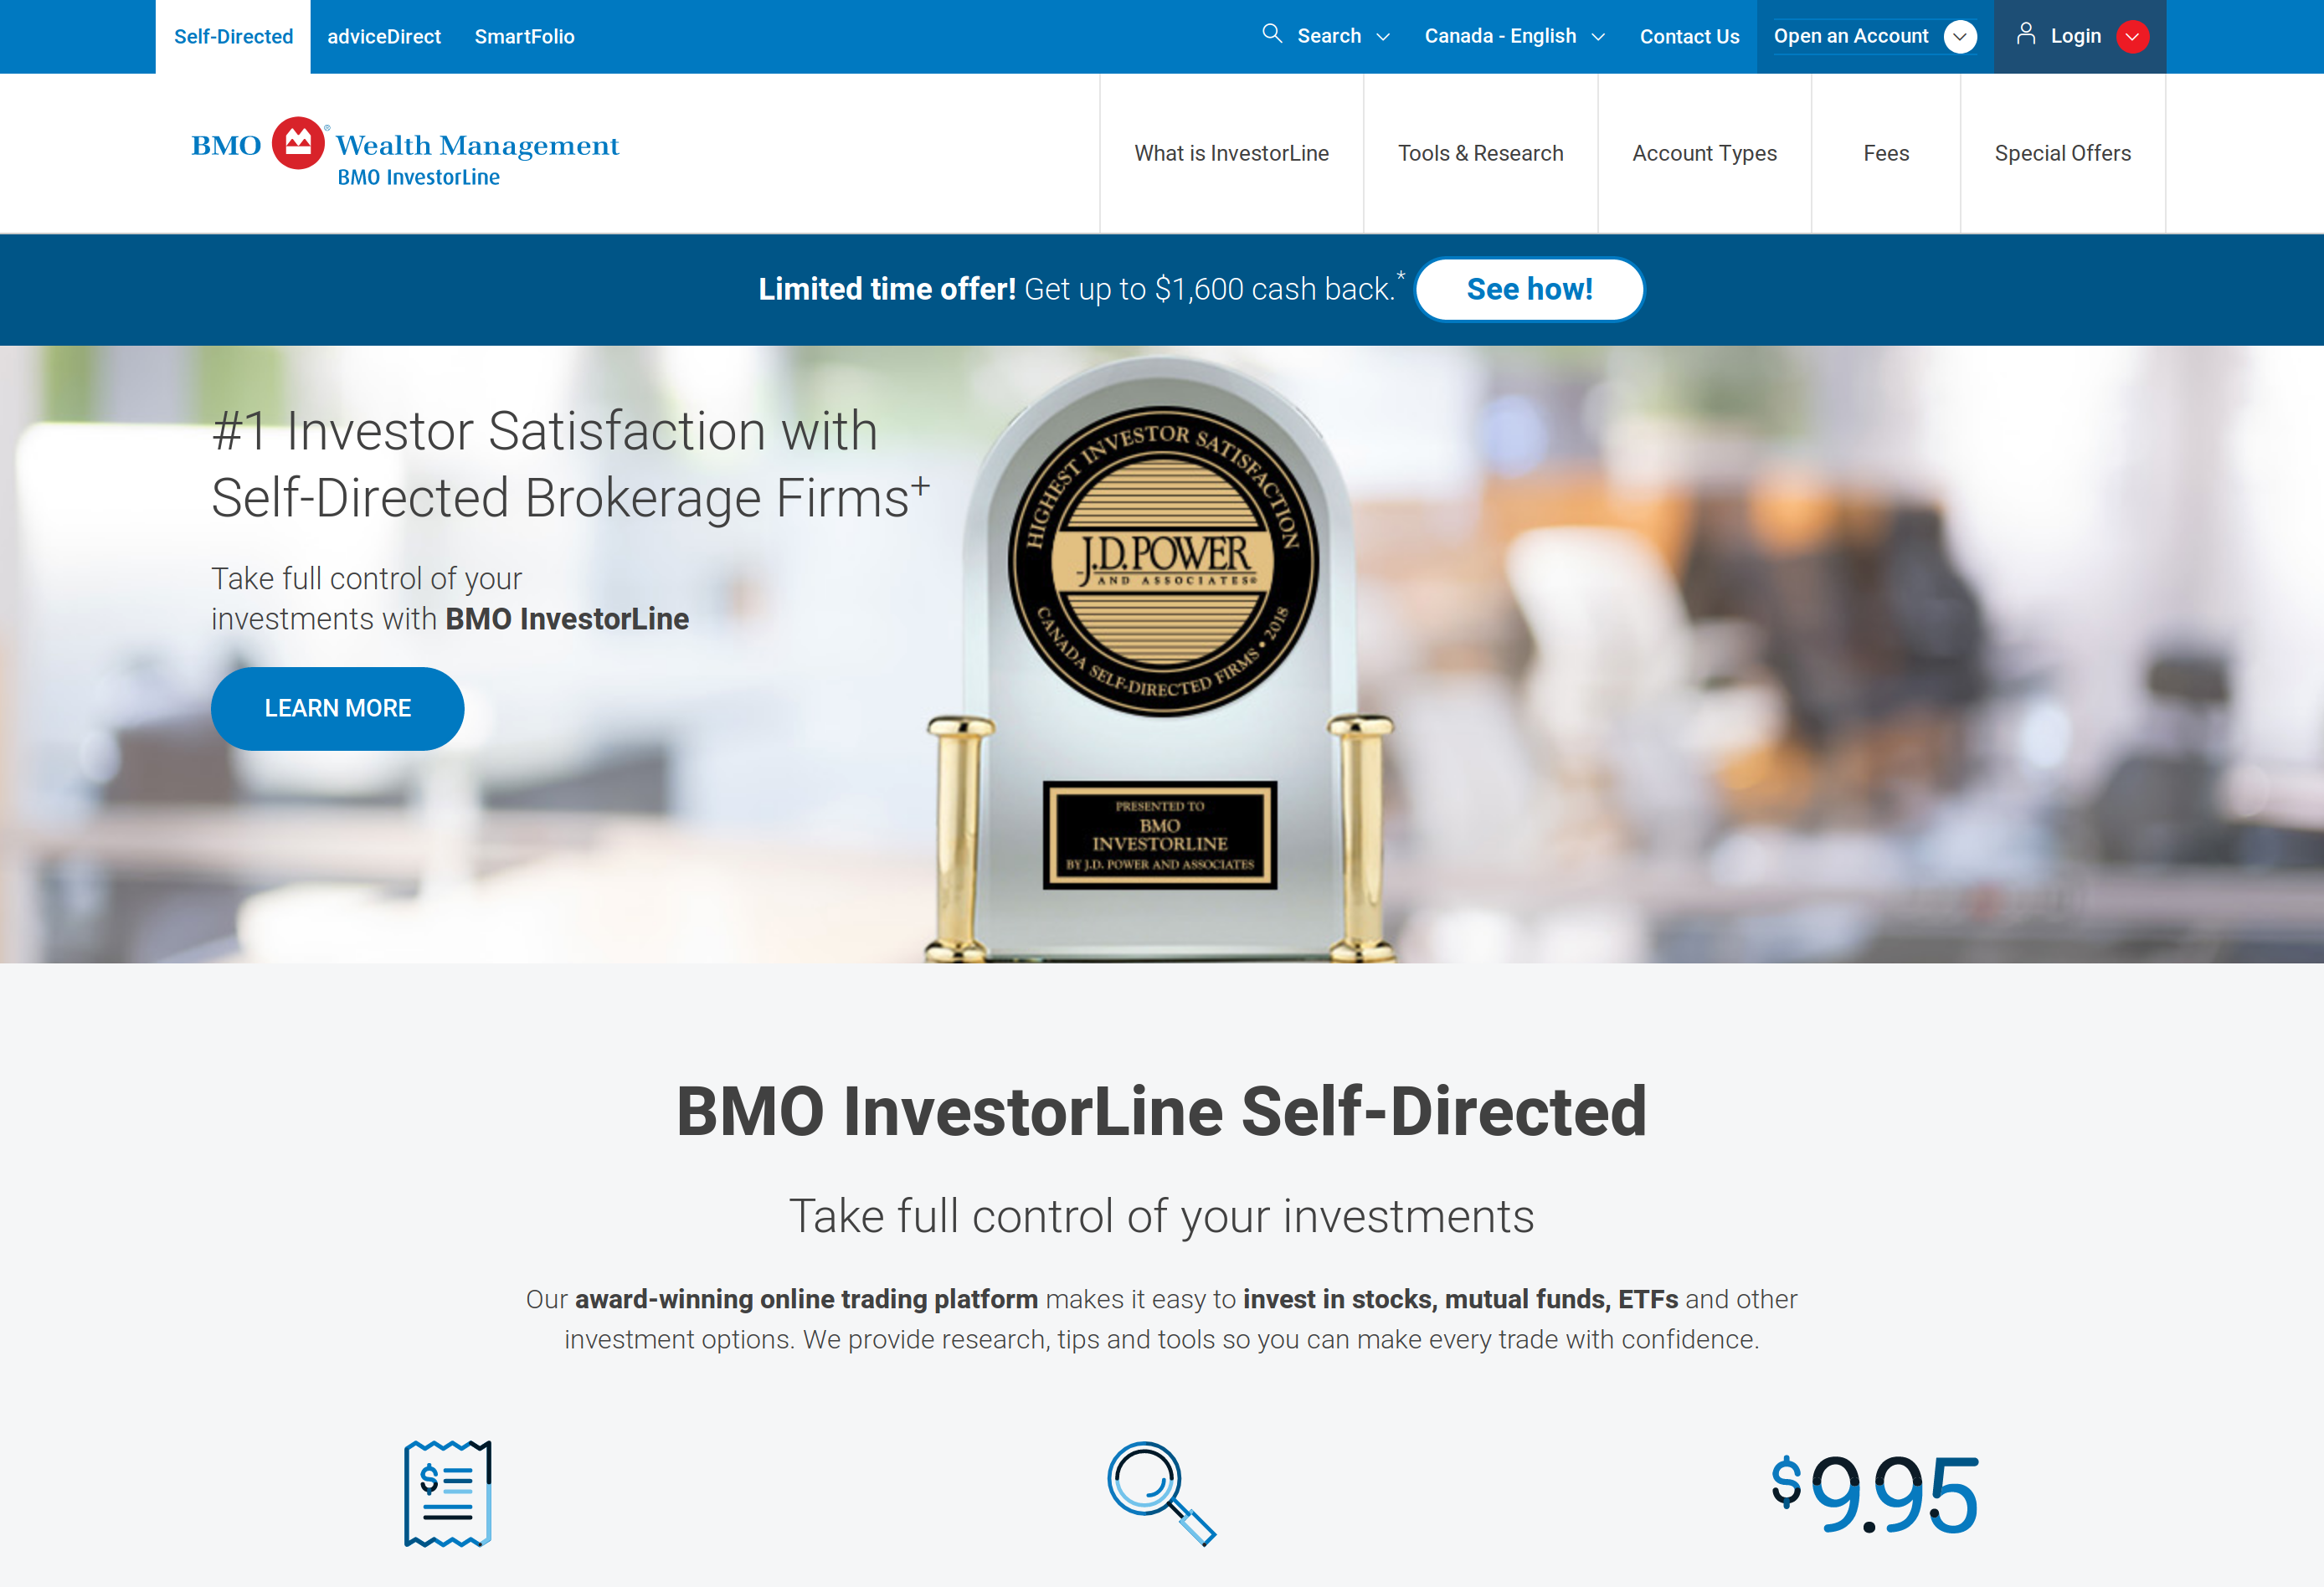 Self-Directed
adviceDirect
SmartFolio
Search
Canada - English
Contact Us
Open an Account
Login
BMO ® Wealth Management
BMO InvestorLine
What is InvestorLine
Tools & Research
Account Types
Fees
Special Offers
Limited time offer! Get up to $1,600 cash back.*
See how!
#1 Investor Satisfaction with
Self-Directed Brokerage Firms+
Take full control of your
investments with BMO InvestorLine
LEARN MORE
HIGHEST INVESTOR SATISFACTION
J.D. POWER
AND ASSOCIATES®
CANADA SELF-DIRECTED FIRMS • 2018
PRESENTED TO
BMO
INVESTORLINE
BY J.D. POWER AND ASSOCIATES
BMO InvestorLine Self-Directed
Take full control of your investments
Our award-winning online trading platform makes it easy to invest in stocks, mutual funds, ETFs and other
investment options. We provide research, tips and tools so you can make every trade with confidence.
$
$9.95